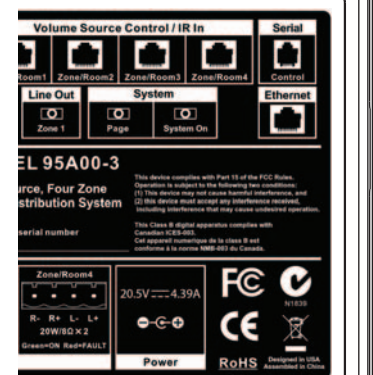 Volume Source Control / IR In
Serial
Room1 Zone/Room2 Zone/Room3 Zone/Room4
Control
Line Out
System
Ethernet
Zone 1
Page
System On
EL 95A00-3
urce, Four Zone
stribution System
serial number
This device complies with Part 15 of the FCC Rules.
Operation is subject to the following two conditions:
(1) This device may not cause harmful interference, and
(2) this device must accept any interference received,
including interference that may cause undesired operation.
This Class B digital apparatus complies with
Canadian ICES-003.
Cet appareil numerique de la class B est
conforme à la norme NMB-003 du Canada.
Zone/Room4
R- R+ L- L+
20W/8Ω×2
Green=ON Red=FAULT
20.5V 4.39A
Power
FC
N1839
CE
RoHS
Designed in USA
Assembled in China